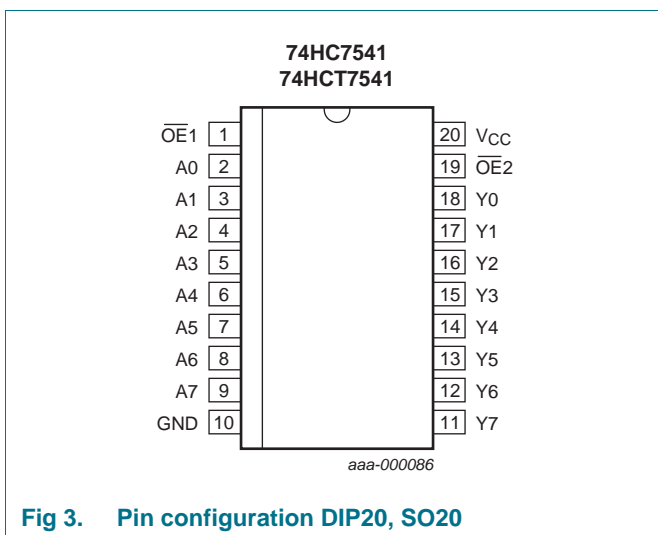 74HC7541
74HCT7541
OE1 1 20 VCC
A0 2 19 OE2
A1 3 18 Y0
A2 4 17 Y1
A3 5 16 Y2
A4 6 15 Y3
A5 7 14 Y4
A6 8 13 Y5
A7 9 12 Y6
GND 10 11 Y7
aaa-000086
Fig 3. Pin configuration DIP20, SO20